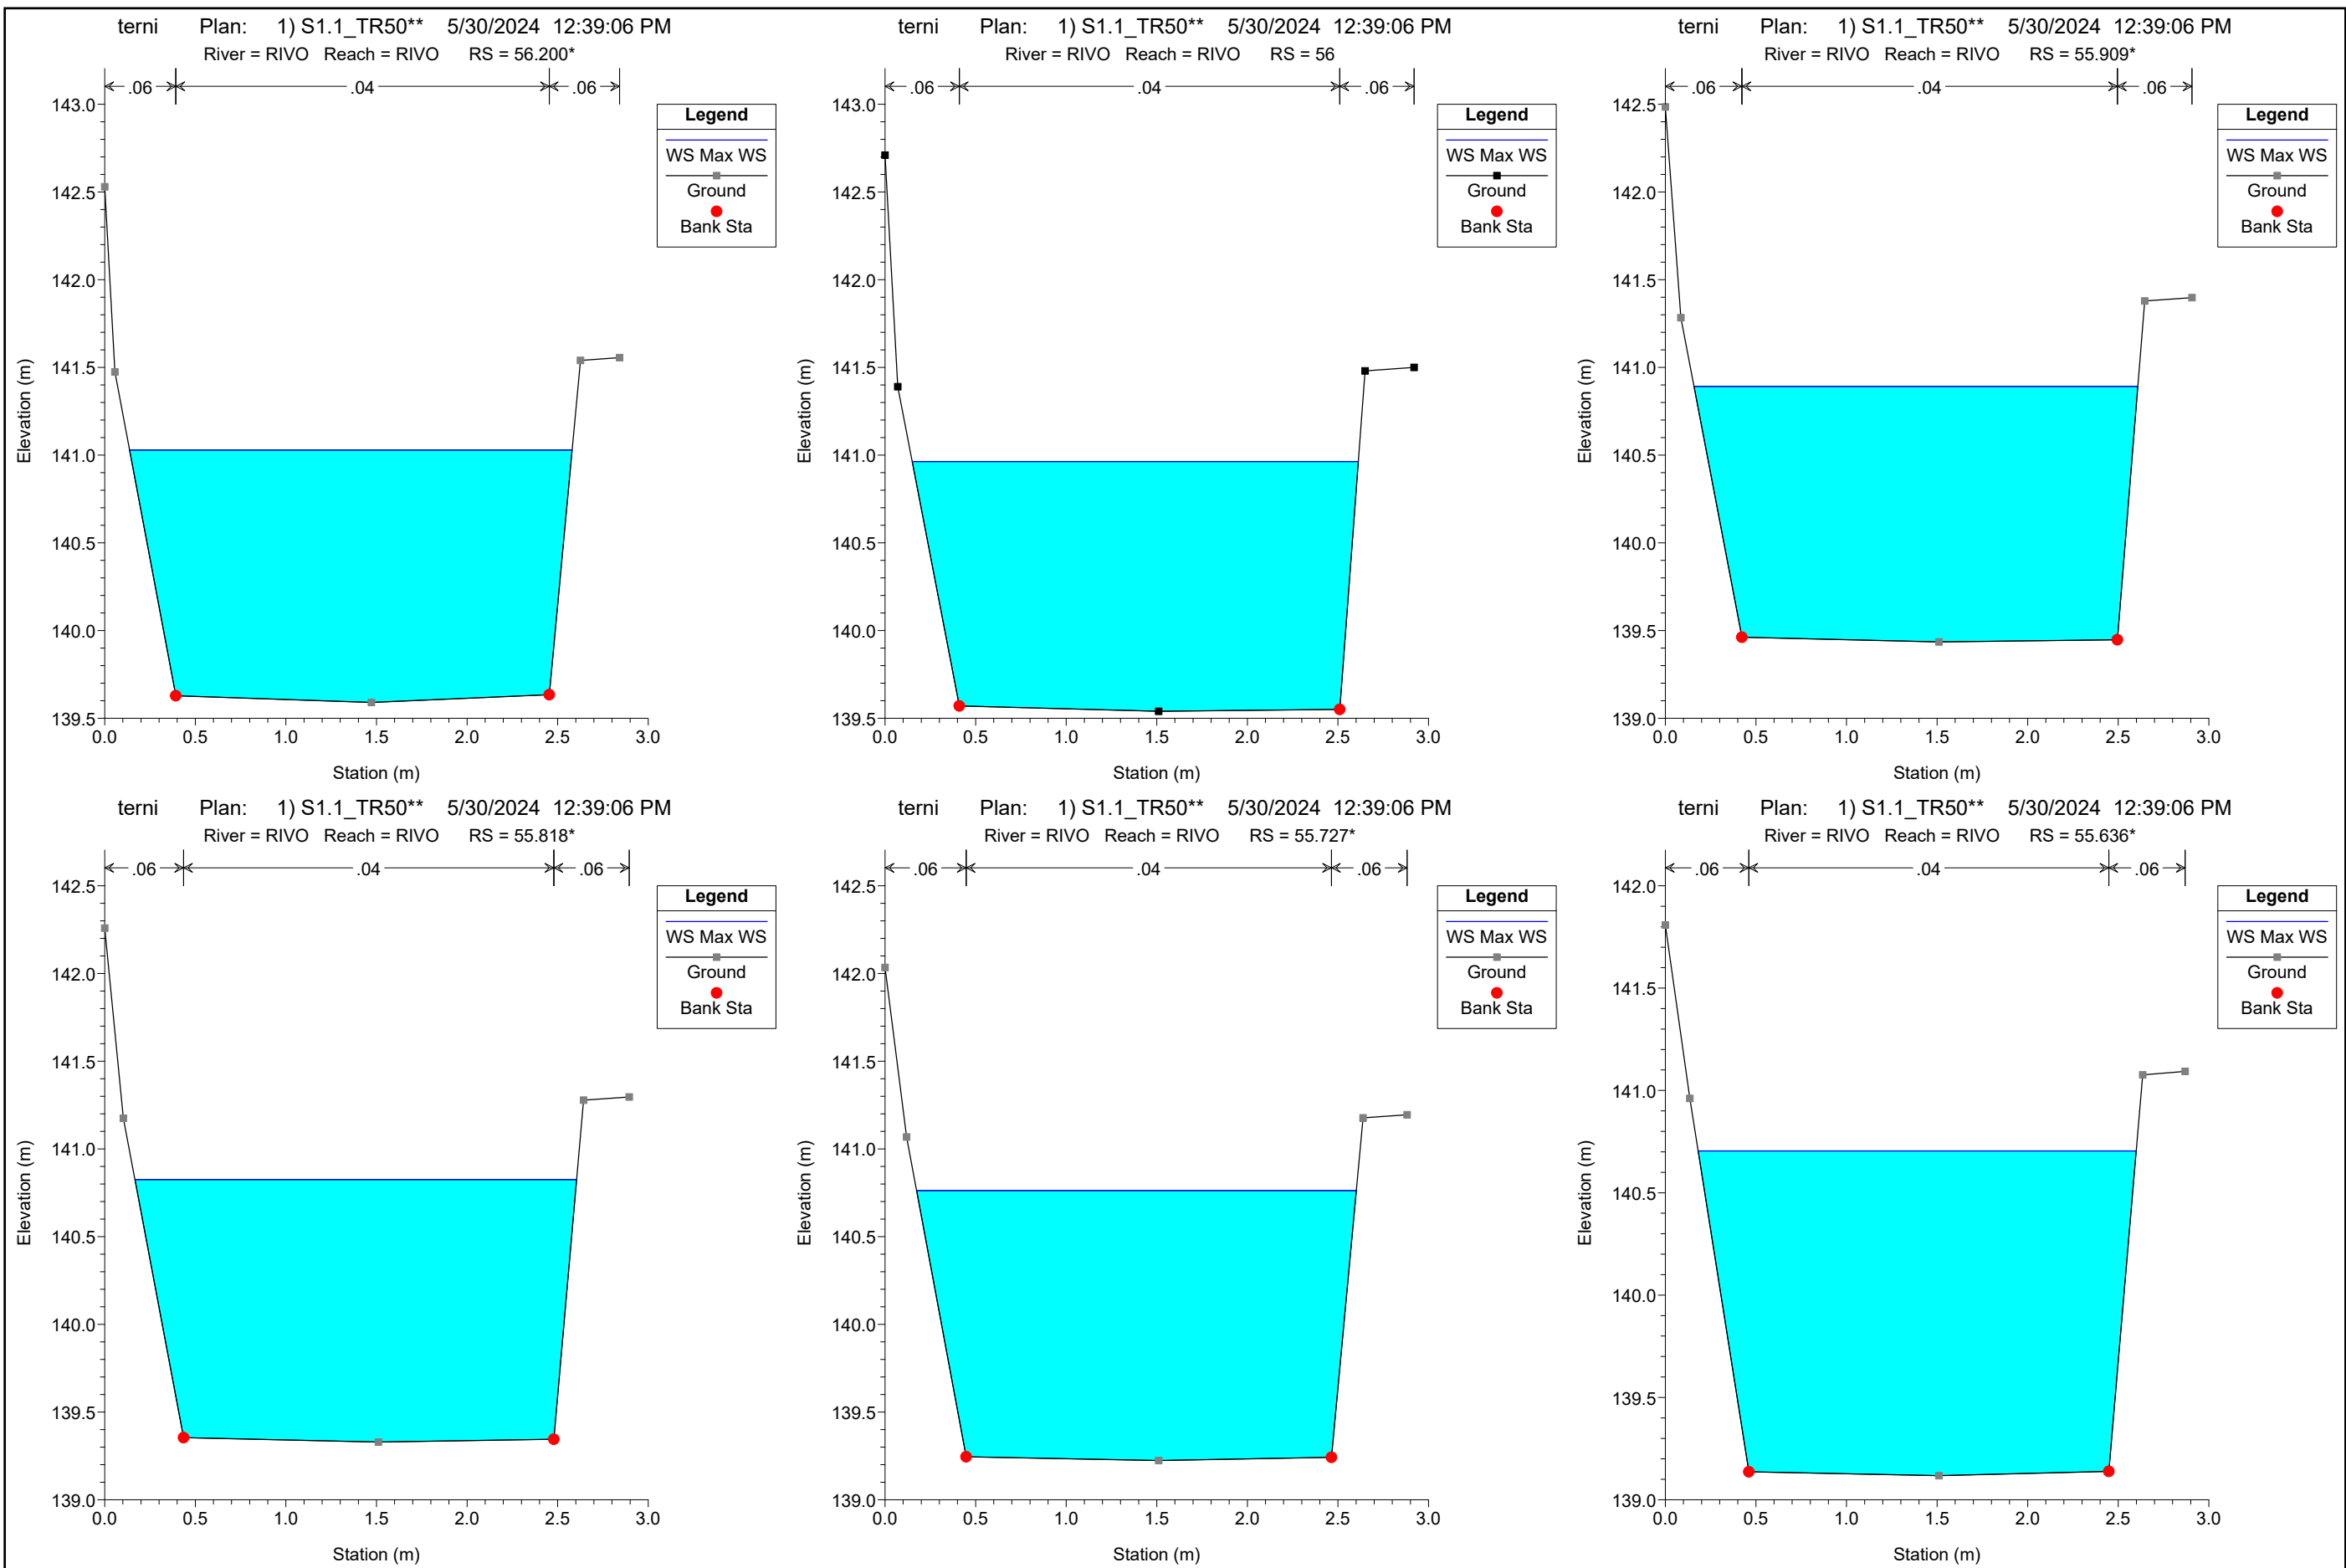 terni Plan: 1) S1.1_TR50** 5/30/2024 12:39:06 PM
River = RIVO Reach = RIVO RS = 56.200*
.06 .04 .06
143.0
142.5
142.0
141.5
141.0
140.5
140.0
139.5
0.0 0.5 1.0 1.5 2.0 2.5 3.0
Station (m)
Elevation (m)
Legend
WS Max WS
Ground
Bank Sta
terni Plan: 1) S1.1_TR50** 5/30/2024 12:39:06 PM
River = RIVO Reach = RIVO RS = 56
.06 .04 .06
143.0
142.5
142.0
141.5
141.0
140.5
140.0
139.5
0.0 0.5 1.0 1.5 2.0 2.5 3.0
Station (m)
Elevation (m)
Legend
WS Max WS
Ground
Bank Sta
terni Plan: 1) S1.1_TR50** 5/30/2024 12:39:06 PM
River = RIVO Reach = RIVO RS = 55.909*
.06 .04 .06
142.5
142.0
141.5
141.0
140.5
140.0
139.5
139.0
0.0 0.5 1.0 1.5 2.0 2.5 3.0
Station (m)
Elevation (m)
Legend
WS Max WS
Ground
Bank Sta
terni Plan: 1) S1.1_TR50** 5/30/2024 12:39:06 PM
River = RIVO Reach = RIVO RS = 55.818*
.06 .04 .06
142.5
142.0
141.5
141.0
140.5
140.0
139.5
139.0
0.0 0.5 1.0 1.5 2.0 2.5 3.0
Station (m)
Elevation (m)
Legend
WS Max WS
Ground
Bank Sta
terni Plan: 1) S1.1_TR50** 5/30/2024 12:39:06 PM
River = RIVO Reach = RIVO RS = 55.727*
.06 .04 .06
142.5
142.0
141.5
141.0
140.5
140.0
139.5
139.0
0.0 0.5 1.0 1.5 2.0 2.5 3.0
Station (m)
Elevation (m)
Legend
WS Max WS
Ground
Bank Sta
terni Plan: 1) S1.1_TR50** 5/30/2024 12:39:06 PM
River = RIVO Reach = RIVO RS = 55.636*
.06 .04 .06
142.0
141.5
141.0
140.5
140.0
139.5
139.0
0.0 0.5 1.0 1.5 2.0 2.5 3.0
Station (m)
Elevation (m)
Legend
WS Max WS
Ground
Bank Sta